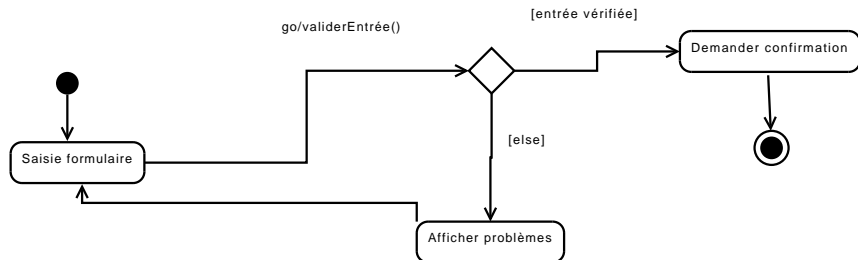 [entrée vérifiée]
go/validerEntrée()
Demander confirmation
[else]
Saisie formulaire
Afficher problèmes